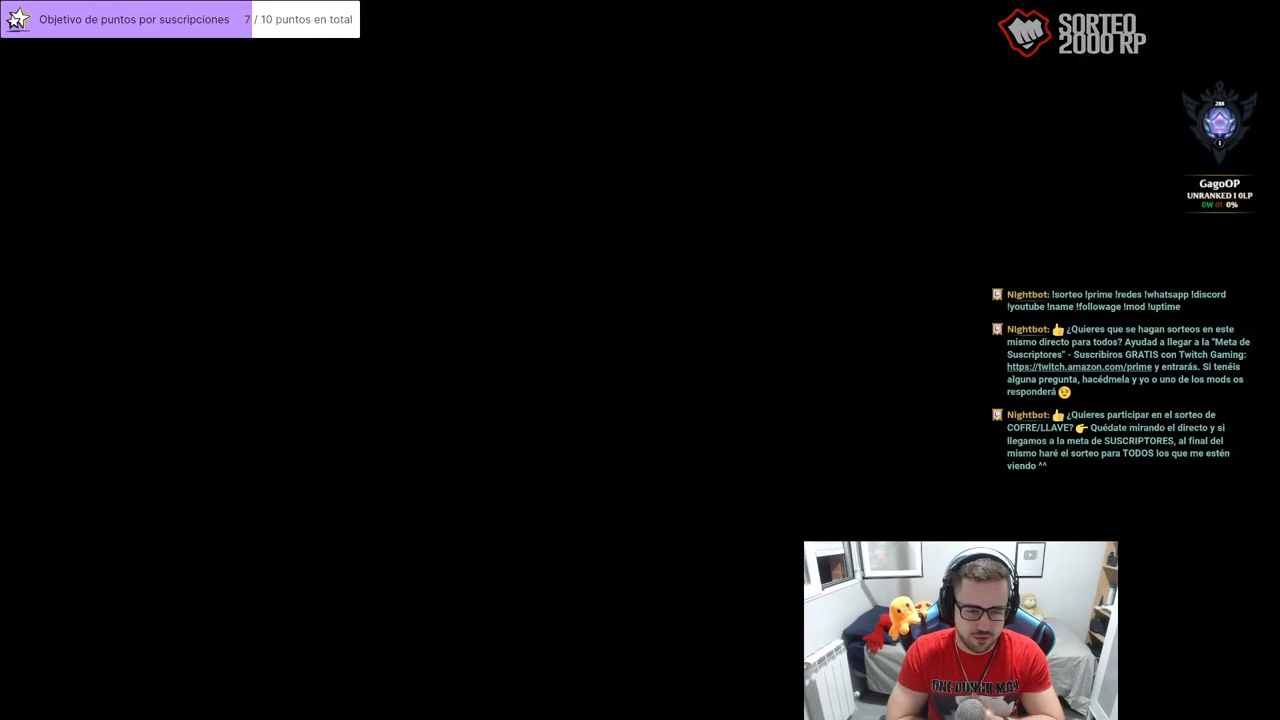 Objetivo de puntos por suscripciones 7 / 10 puntos en total
SORTEO
2000 RP
288
I
GagoOP
UNRANKED I 0LP
0W 0L 0%
Nightbot: !sorteo !prime !redes !whatsapp !discord
!youtube !name !followage !mod !uptime
Nightbot: 👍 ¿Quieres que se hagan sorteos en este
mismo directo para todos? Ayudad a llegar a la "Meta de
Suscriptores" - Suscribiros GRATIS con Twitch Gaming:
https://twitch.amazon.com/prime y entrarás. Si tenéis
alguna pregunta, hacédmela y yo o uno de los mods os
responderá
Nightbot: 👍 ¿Quieres participar en el sorteo de
COFRE/LLAVE? 👉 Quédate mirando el directo y si
llegamos a la meta de SUSCRIPTORES, al final del
mismo haré el sorteo para TODOS los que me estén
viendo ^^
ONE PUNCH MAN